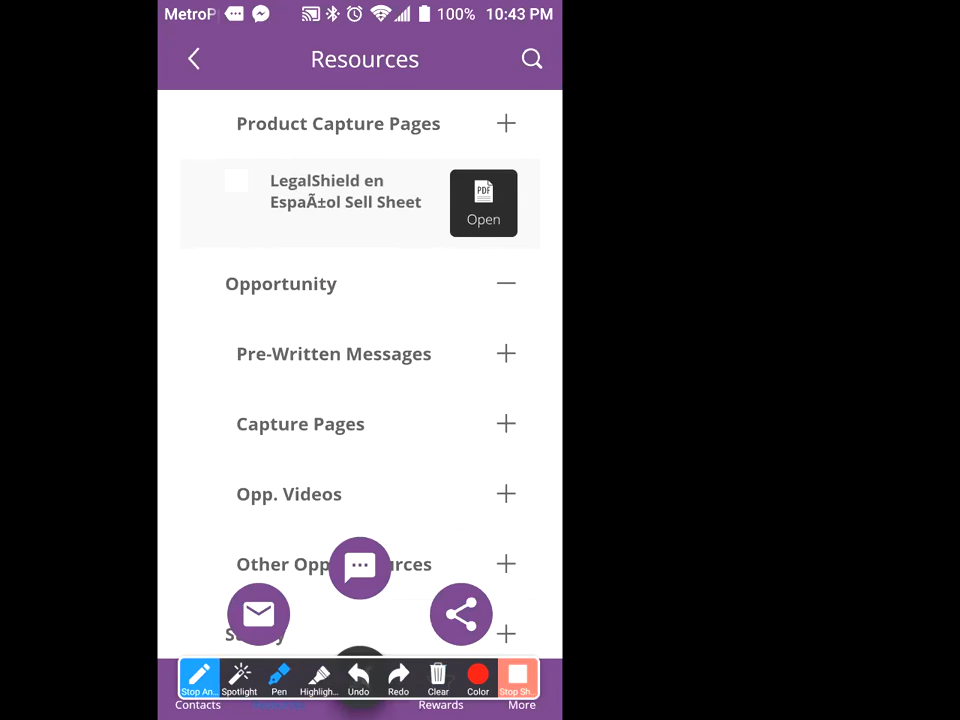 MetroP 100% 10:43 PM
Resources
Product Capture Pages
LegalShield en
EspaÃ±ol Sell Sheet
PDF
Open
Opportunity
Pre-Written Messages
Capture Pages
Opp. Videos
Other Opp urces
Stop An... Spotlight Pen Highligh... Undo Redo Clear Color Stop Sh...
Contacts Rewards More